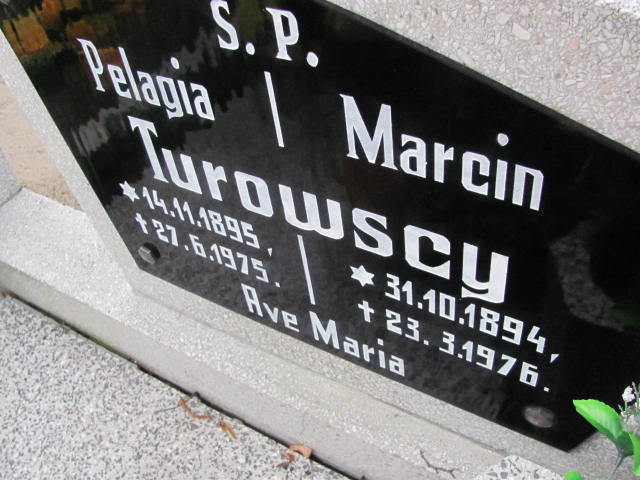 S. P.
Pelagia | Marcin
Turowscy
* 14.11.1895, | * 31.10.1894,
+ 27.6.1975. | + 23.3.1976.
Ave Maria